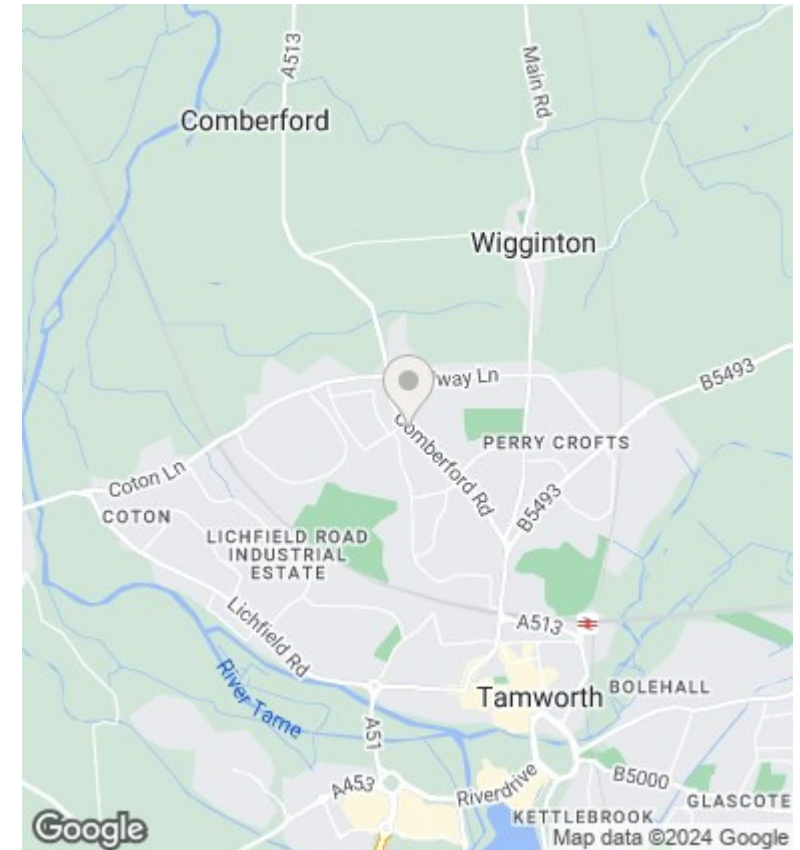 A513
Main Rd
Comberford
Wigginton
way Ln
B5493
Comberford Rd
PERRY CROFTS
Coton Ln
COTON
B5493
LICHFIELD ROAD
INDUSTRIAL
ESTATE
Lichfield Rd
A513
River Tame
Tamworth
BOLEHALL
A51
A453
Riverdrive
B5000
GLASCOTE
KETTLEBROOK
Google
Map data ©2024 Google